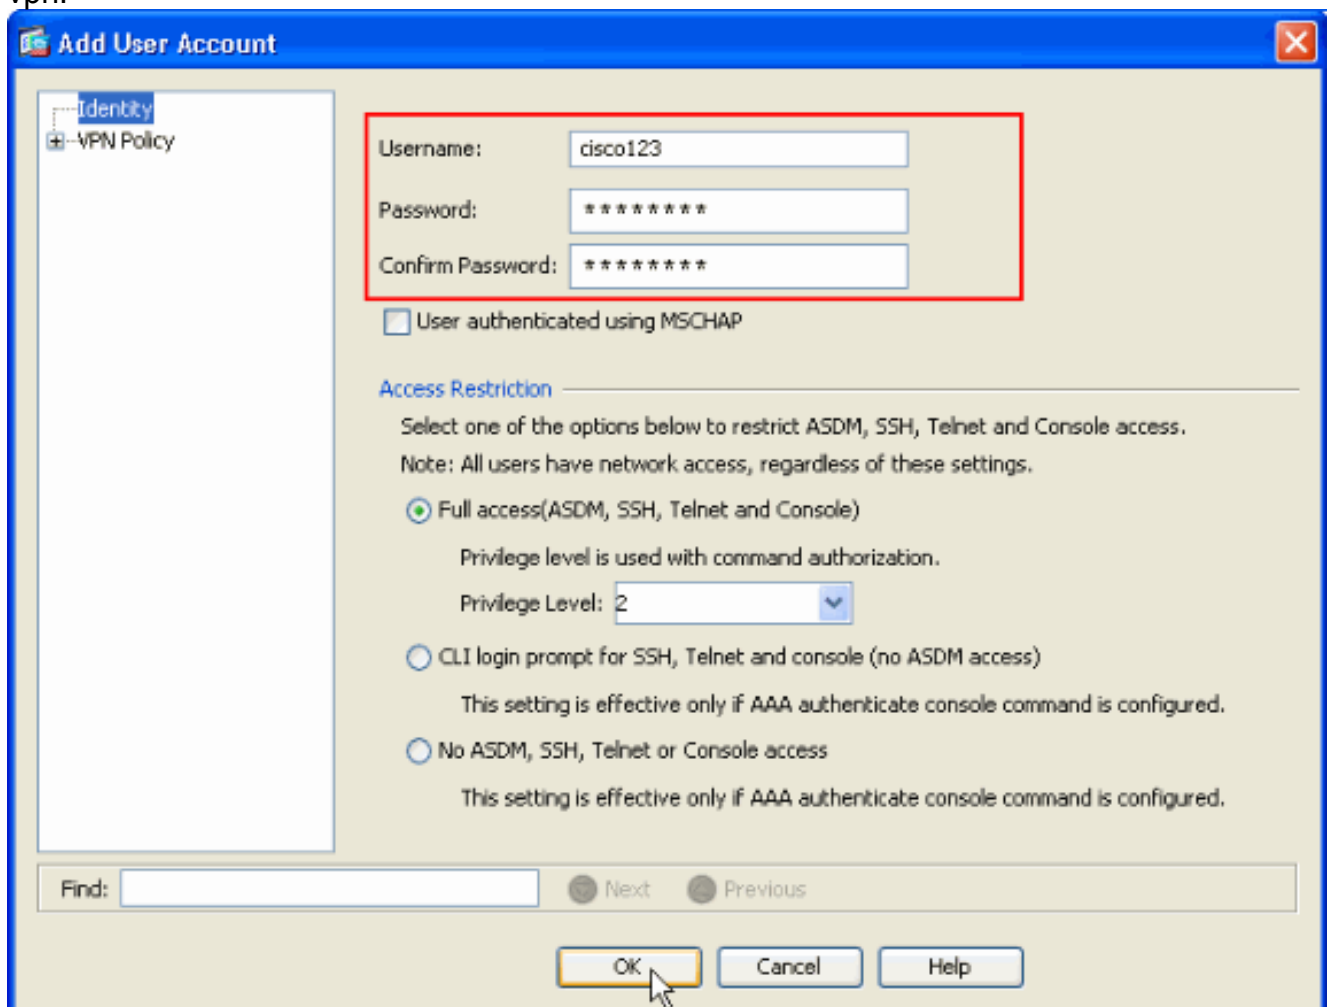 vpn.
Add User Account
Identity
VPN Policy
Username: cisco123
Password: ********
Confirm Password: ********
User authenticated using MSCHAP
Access Restriction
Select one of the options below to restrict ASDM, SSH, Telnet and Console access.
Note: All users have network access, regardless of these settings.
Full access(ASDM, SSH, Telnet and Console)
Privilege level is used with command authorization.
Privilege Level: 2
CLI login prompt for SSH, Telnet and console (no ASDM access)
This setting is effective only if AAA authenticate console command is configured.
No ASDM, SSH, Telnet or Console access
This setting is effective only if AAA authenticate console command is configured.
Find: Next Previous
OK Cancel Help